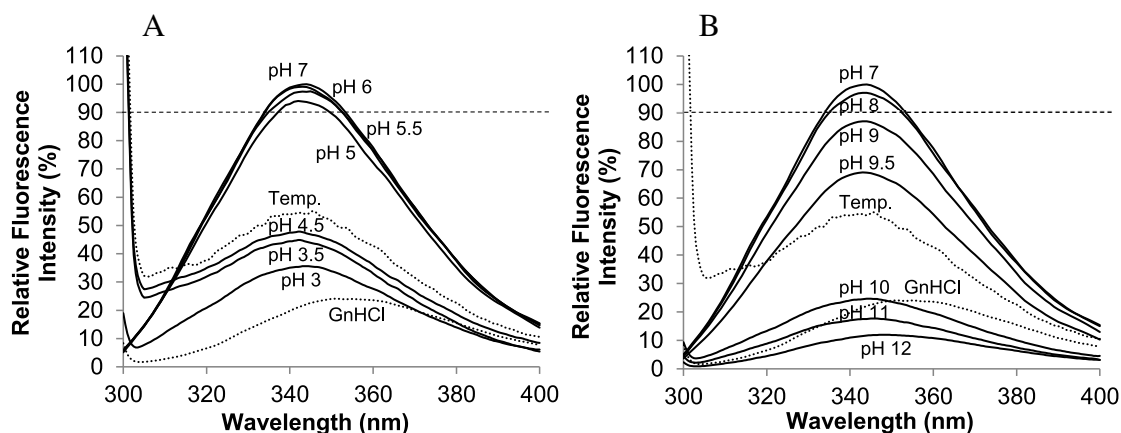 A
Relative Fluorescence
Intensity (%)
110
100
90
80
70
60
50
40
30
20
10
0
pH 7
pH 6
pH 5.5
pH 5
Temp.
pH 4.5
pH 3.5
pH 3
GnHCl
300
320
340
360
380
400
Wavelength (nm)
B
Relative Fluorescence
Intensity (%)
110
100
90
80
70
60
50
40
30
20
10
0
pH 7
pH 8
pH 9
pH 9.5
Temp.
pH 10
GnHCl
pH 11
pH 12
300
320
340
360
380
400
Wavelength (nm)